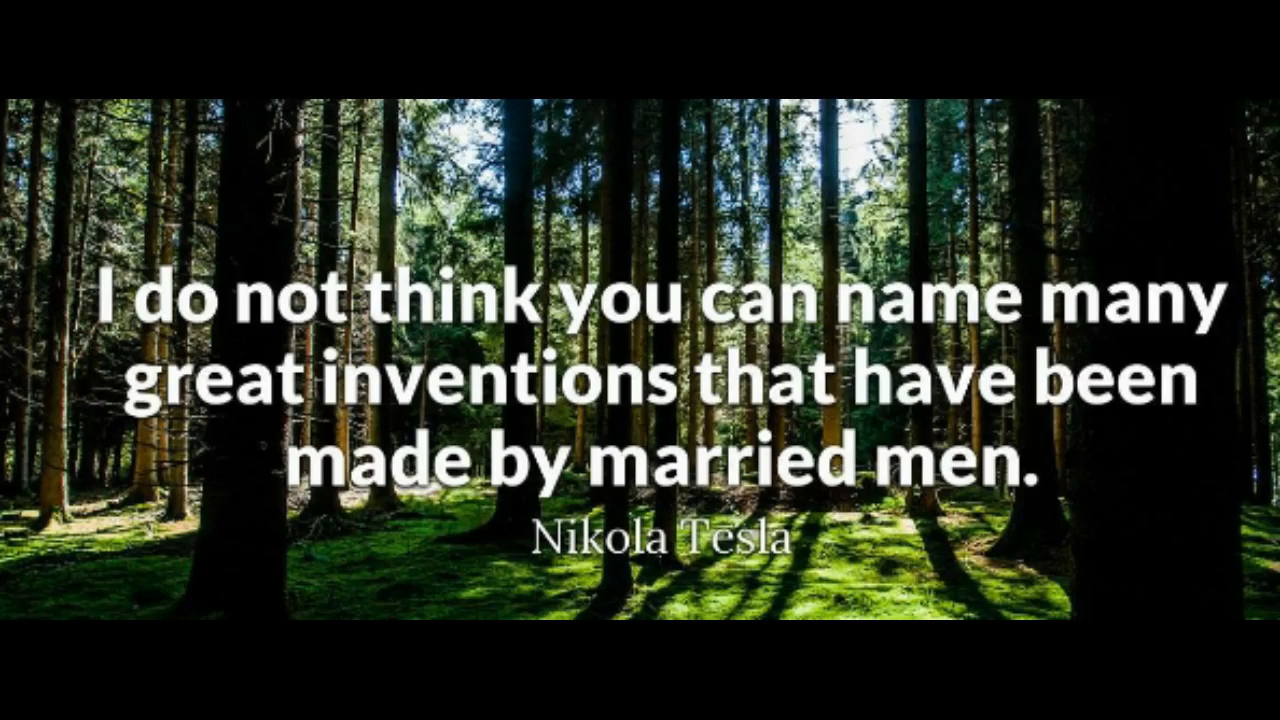 I do not think you can name many
great inventions that have been
made by married men.
Nikola Tesla